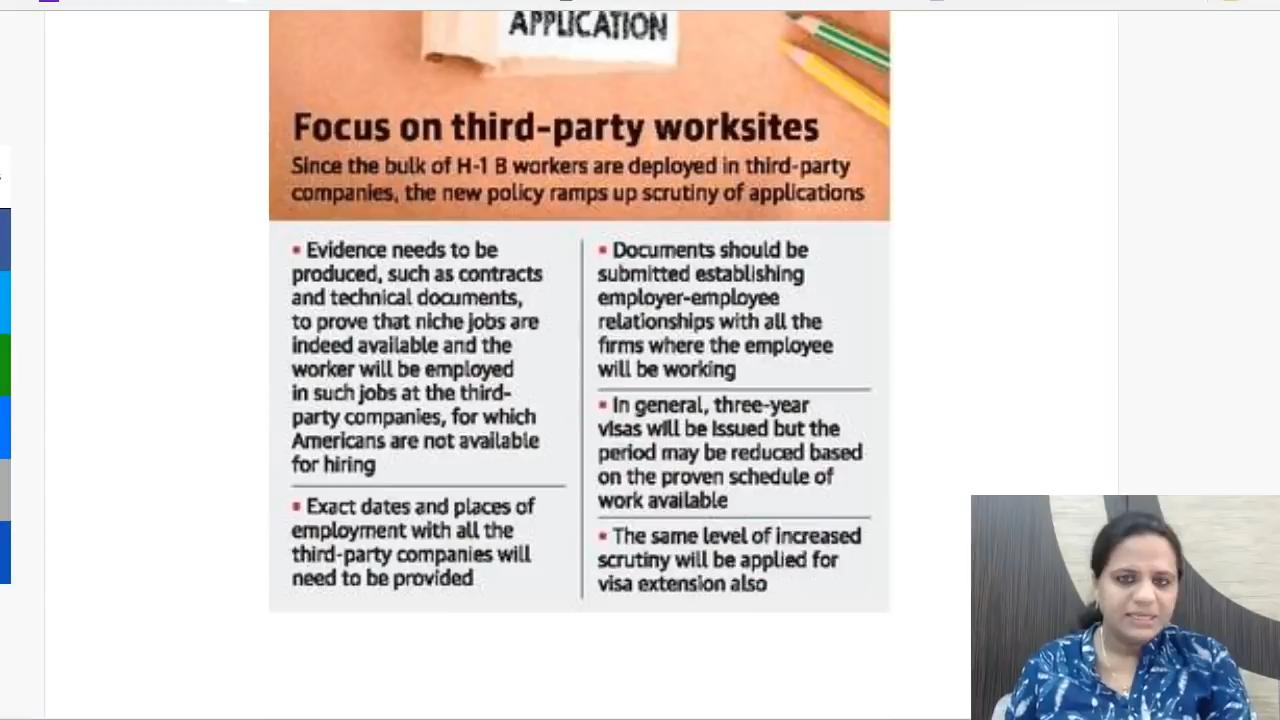 APPLICATION
Focus on third-party worksites
Since the bulk of H-1 B workers are deployed in third-party
companies, the new policy ramps up scrutiny of applications
▪ Evidence needs to be
produced, such as contracts
and technical documents,
to prove that niche jobs are
indeed available and the
worker will be employed
in such jobs at the third-
party companies, for which
Americans are not available
for hiring
▪ Exact dates and places of
employment with all the
third-party companies will
need to be provided
▪ Documents should be
submitted establishing
employer-employee
relationships with all the
firms where the employee
will be working
▪ In general, three-year
visas will be issued but the
period may be reduced based
on the proven schedule of
work available
▪ The same level of increased
scrutiny will be applied for
visa extension also